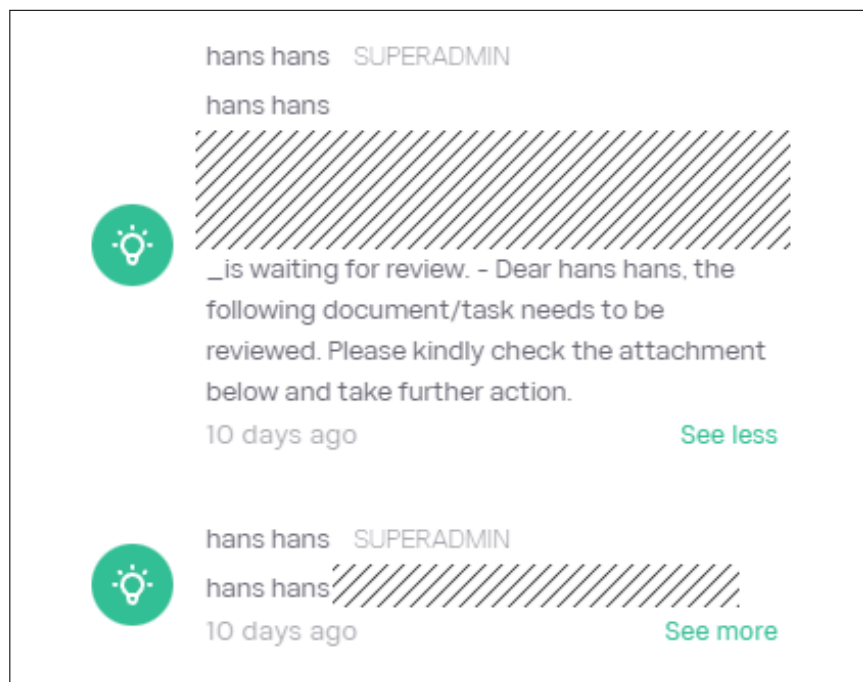 hans hans SUPERADMIN
hans hans
_is waiting for review. - Dear hans hans, the
following document/task needs to be
reviewed. Please kindly check the attachment
below and take further action.
10 days ago See less
hans hans SUPERADMIN
hans hans
10 days ago See more